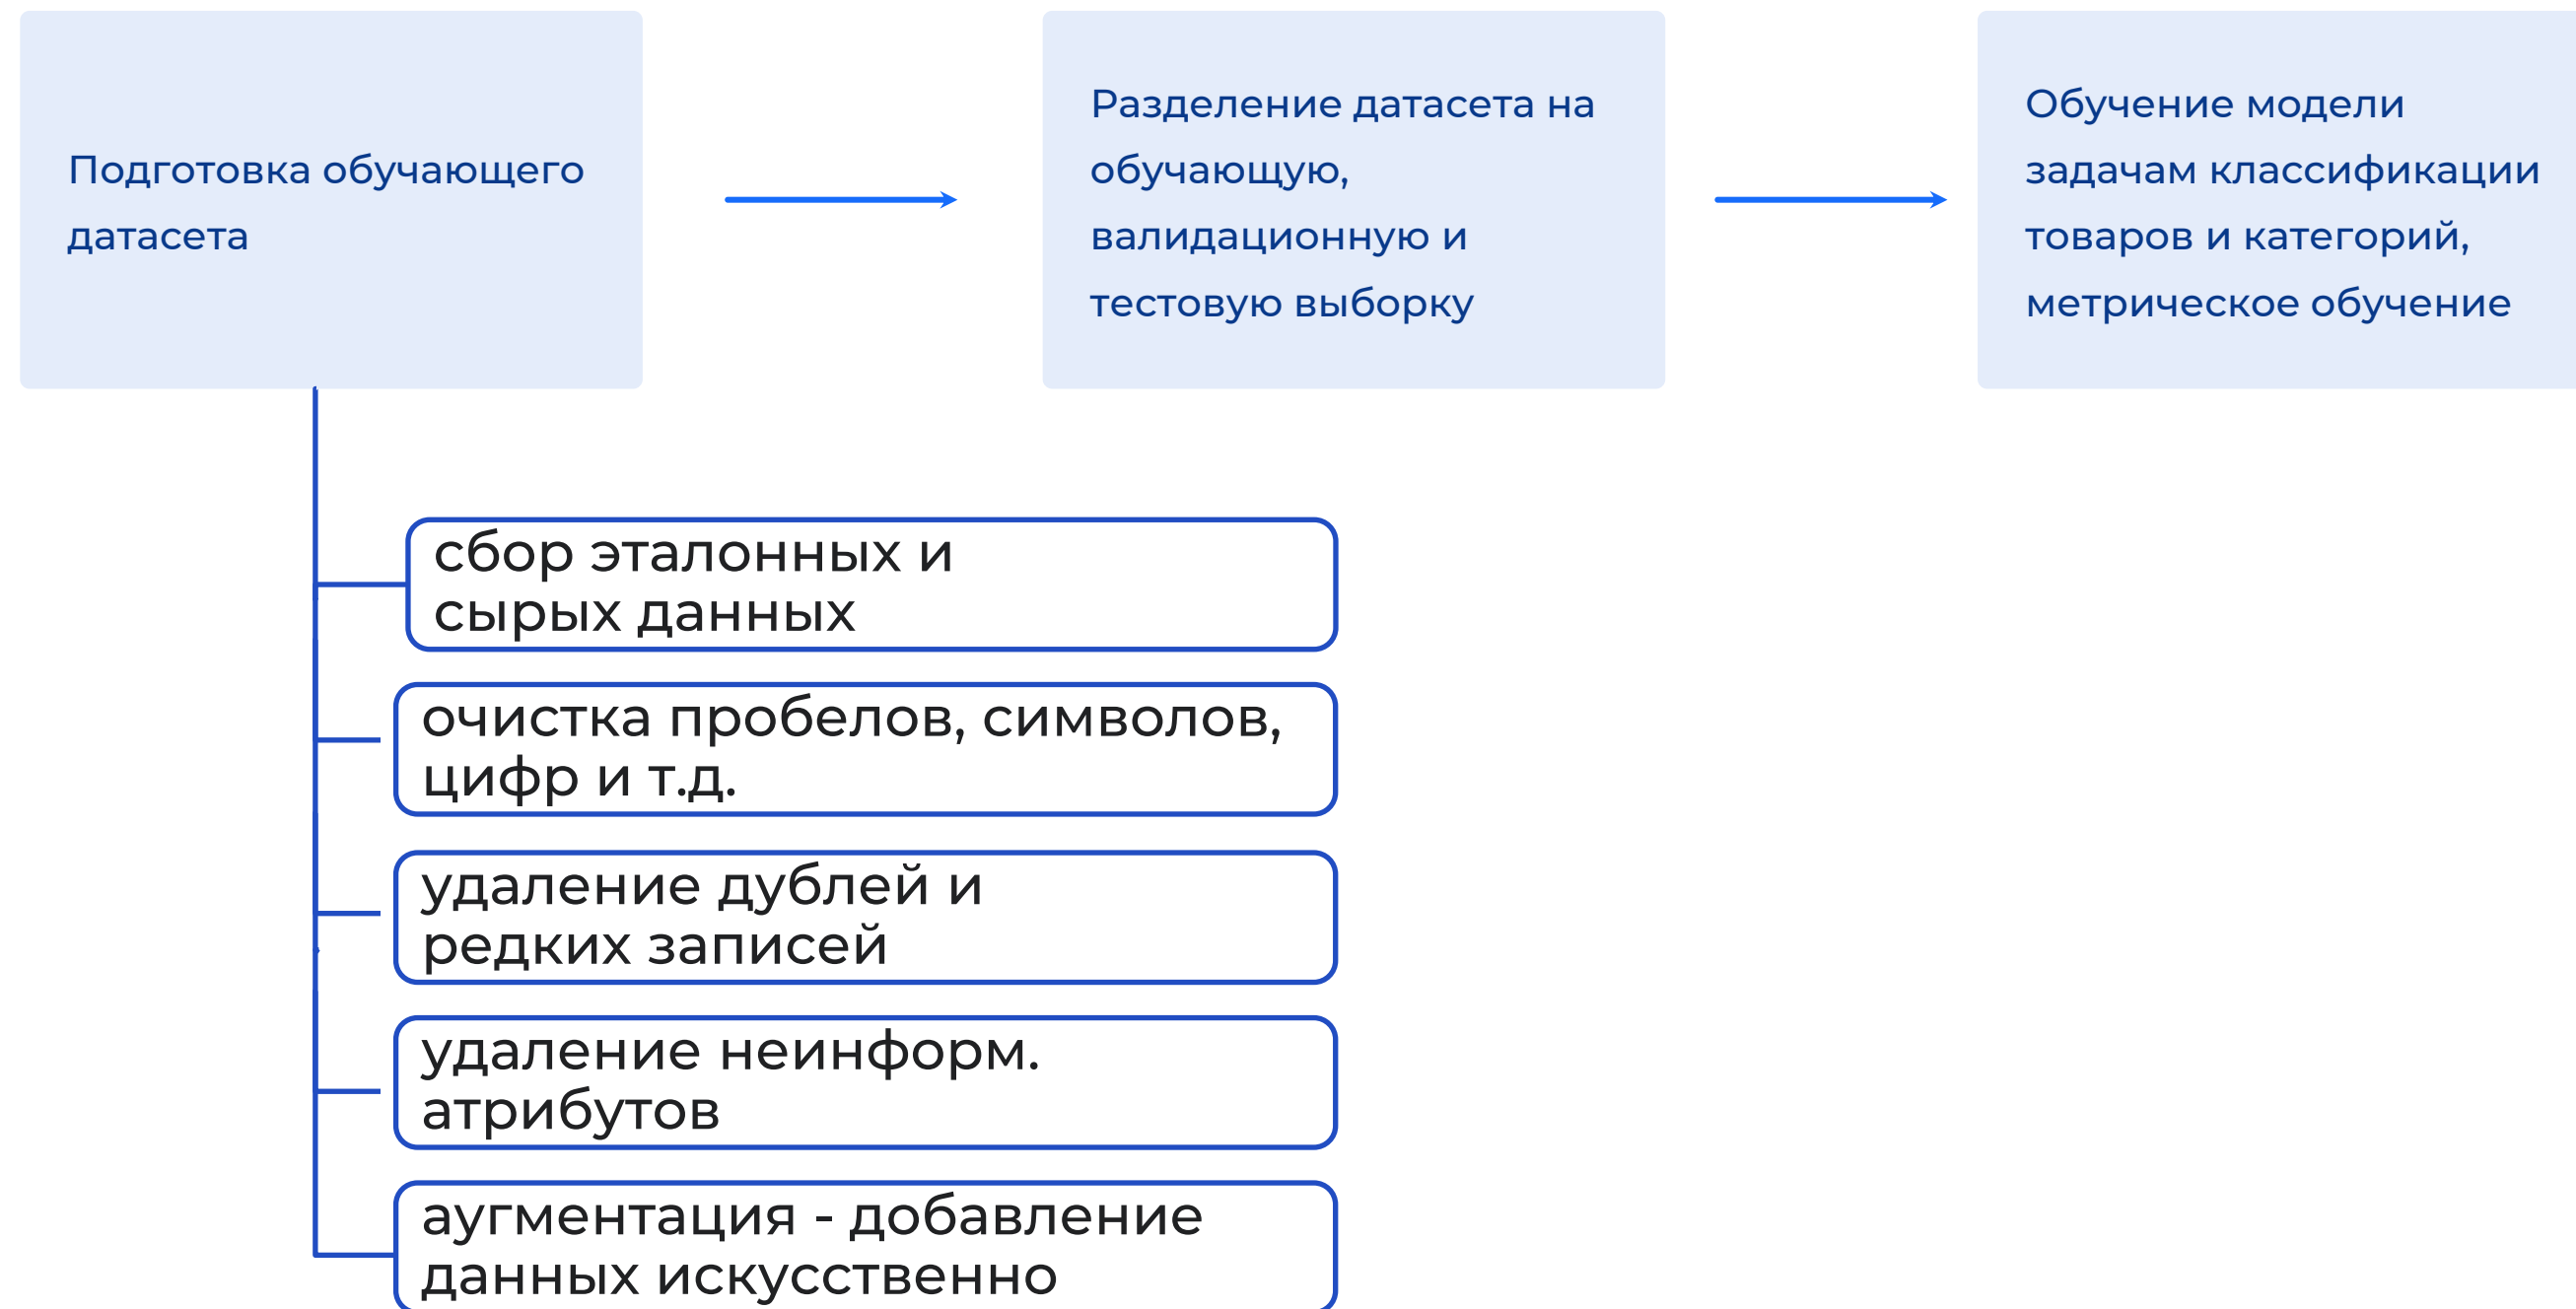 Подготовка обучающего
датасета
Разделение датасета на
обучающую,
валидационную и
тестовую выборку
Обучение модели
задачам классификации
товаров и категорий,
метрическое обучение
сбор эталонных и
сырых данных
очистка пробелов, символов,
цифр и т.д.
удаление дублей и
редких записей
удаление неинформ.
атрибутов
аугментация - добавление
данных искусственно